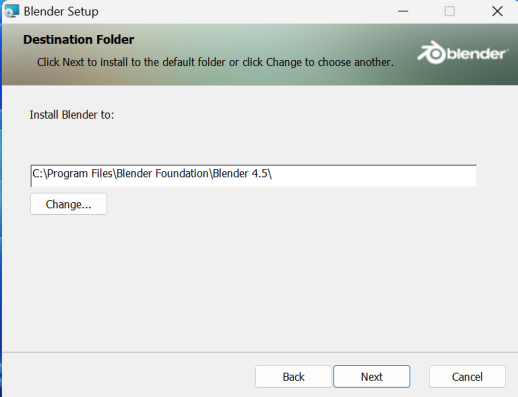 Blender Setup
Destination Folder
Click Next to install to the default folder or click Change to choose another.
blender
Install Blender to:
C:\Program Files\Blender Foundation\Blender 4.5\
Change...
Back
Next
Cancel